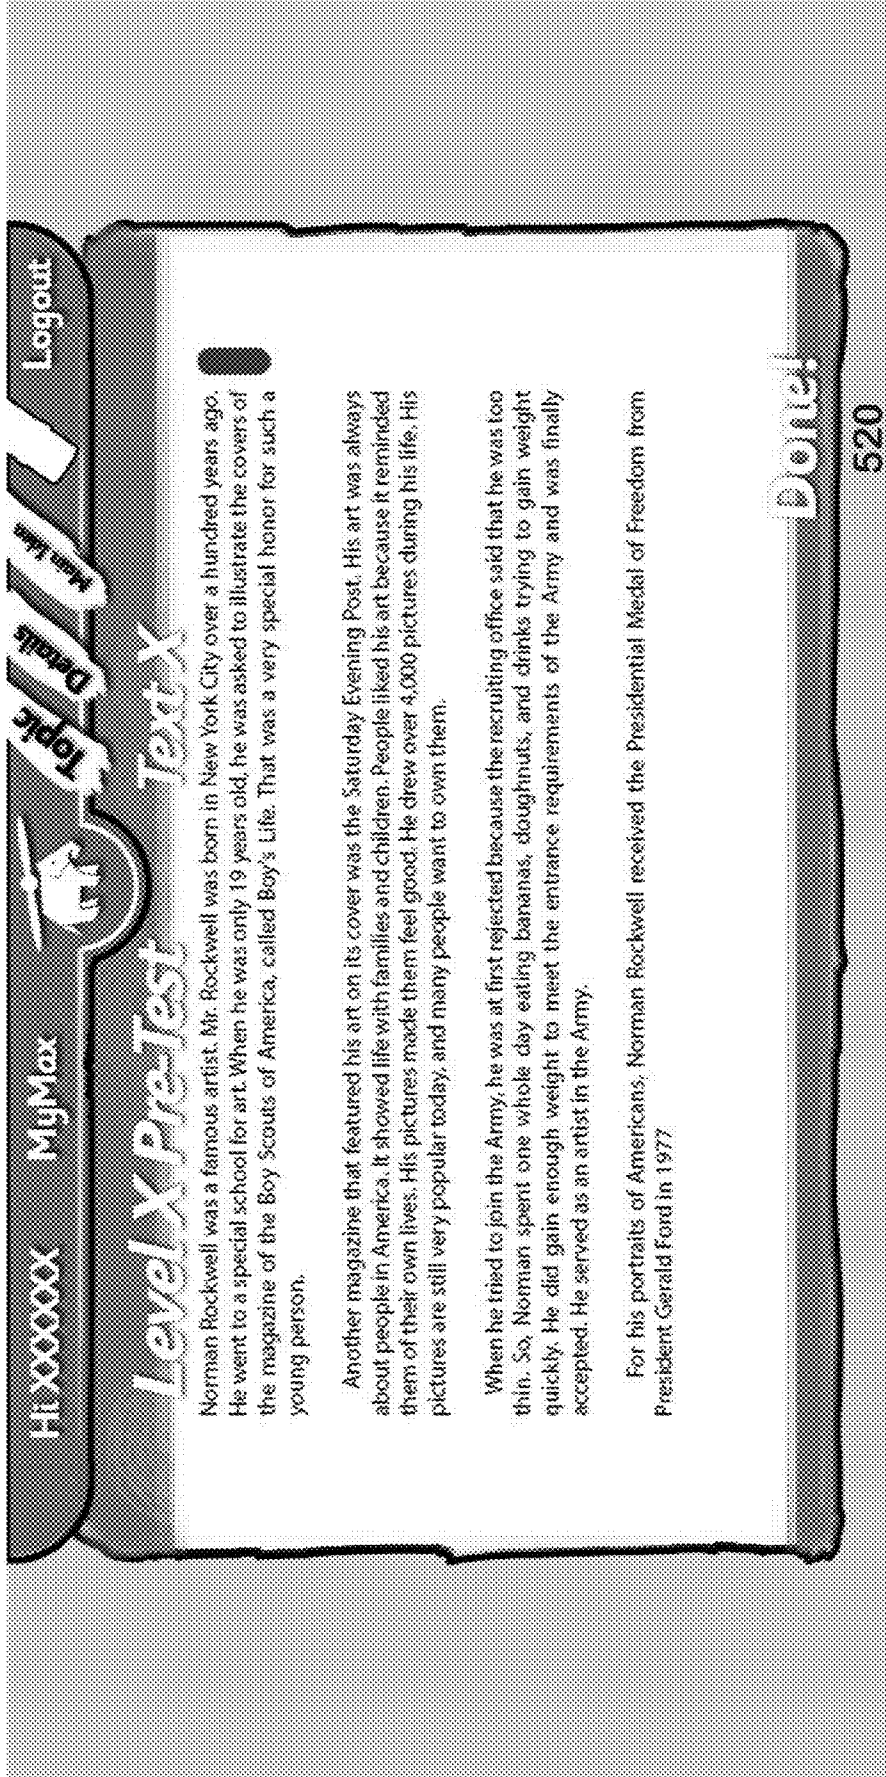 Hi XXXXXX MyMax Topic Details Main Idea Logout
Level X Pre-Test Text X
Norman Rockwell was a famous artist. Mr. Rockwell was born in New York City over a hundred years ago.
He went to a special school for art. When he was only 19 years old, he was asked to illustrate the covers of
the magazine of the Boy Scouts of America, called Boy's Life. That was a very special honor for such a
young person.
Another magazine that featured his art on its cover was the Saturday Evening Post. His art was always
about people in America. It showed life with families and children. People liked his art because it reminded
them of their own lives. His pictures made them feel good. He drew over 4,000 pictures during his life. His
pictures are still very popular today, and many people want to own them.
When he tried to join the Army, he was at first rejected because the recruiting office said that he was too
thin. So, Norman spent one whole day eating bananas, doughnuts, and drinks trying to gain weight
quickly. He did gain enough weight to meet the entrance requirements of the Army and was finally
accepted. He served as an artist in the Army.
For his portraits of Americans, Norman Rockwell received the Presidential Medal of Freedom from
President Gerald Ford in 1977
Done!
520